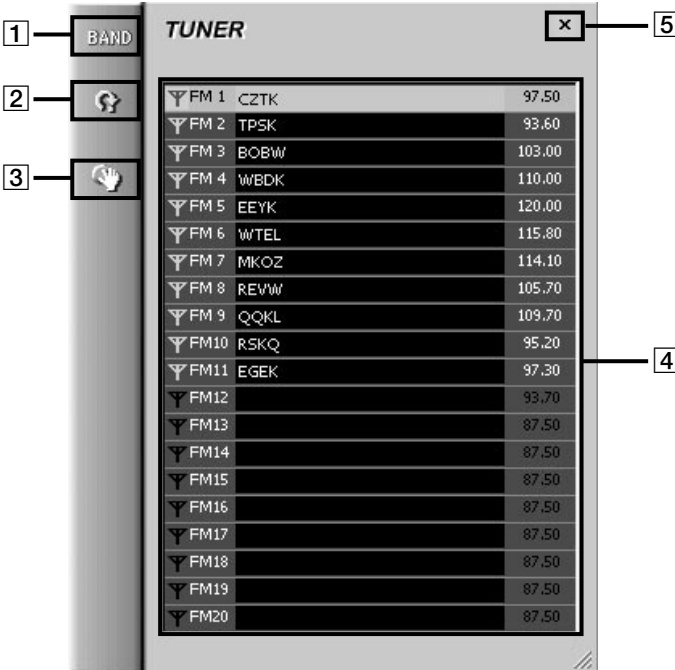 1 BAND TUNER × 5
2
3
FM 1 CZTK 97.50
FM 2 TPSK 93.60
FM 3 BOBW 103.00
FM 4 WBDK 110.00
FM 5 EEYK 120.00
FM 6 WTEL 115.80
FM 7 MKOZ 114.10
FM 8 REVW 105.70
FM 9 QQKL 109.70
FM10 RSKQ 95.20
4
FM11 EGEK 97.30
FM12 93.70
FM13 87.50
FM14 87.50
FM15 87.50
FM16 87.50
FM17 87.50
FM18 87.50
FM19 87.50
FM20 87.50